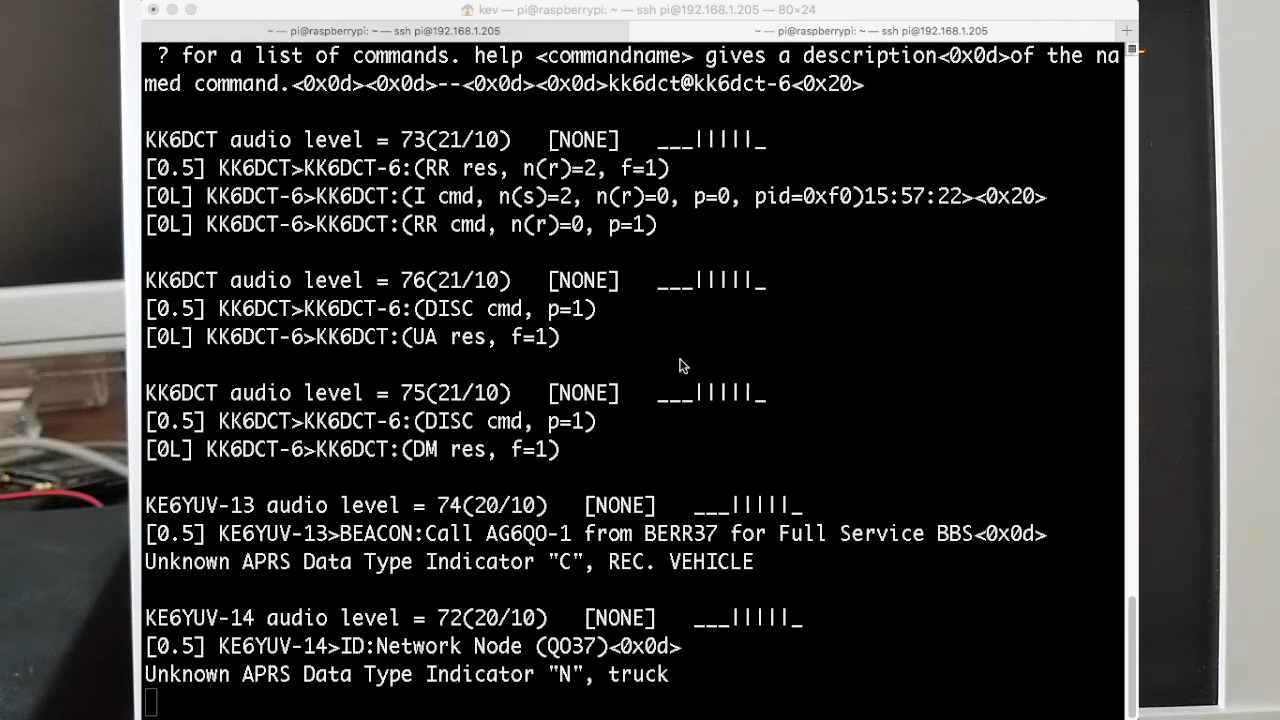 kev — pi@raspberrypi: ~ — ssh pi@192.168.1.205 — 80×24
~ — pi@raspberrypi: ~ — ssh pi@192.168.1.205
~ — pi@raspberrypi: ~ — ssh pi@192.168.1.205
? for a list of commands. help <commandname> gives a description<0x0d>of the na
med command.<0x0d><0x0d>--<0x0d><0x0d>kk6dct@kk6dct-6<0x20>
KK6DCT audio level = 73(21/10)   [NONE]   ___|||||_
[0.5] KK6DCT>KK6DCT-6:(RR res, n(r)=2, f=1)
[0L] KK6DCT-6>KK6DCT:(I cmd, n(s)=2, n(r)=0, p=0, pid=0xf0)15:57:22><0x20>
[0L] KK6DCT-6>KK6DCT:(RR cmd, n(r)=0, p=1)
KK6DCT audio level = 76(21/10)   [NONE]   ___|||||_
[0.5] KK6DCT>KK6DCT-6:(DISC cmd, p=1)
[0L] KK6DCT-6>KK6DCT:(UA res, f=1)
KK6DCT audio level = 75(21/10)   [NONE]   ___|||||_
[0.5] KK6DCT>KK6DCT-6:(DISC cmd, p=1)
[0L] KK6DCT-6>KK6DCT:(DM res, f=1)
KE6YUV-13 audio level = 74(20/10)   [NONE]   ___|||||_
[0.5] KE6YUV-13>BEACON:Call AG6QO-1 from BERR37 for Full Service BBS<0x0d>
Unknown APRS Data Type Indicator "C", REC. VEHICLE
KE6YUV-14 audio level = 72(20/10)   [NONE]   ___|||||_
[0.5] KE6YUV-14>ID:Network Node (QO37)<0x0d>
Unknown APRS Data Type Indicator "N", truck